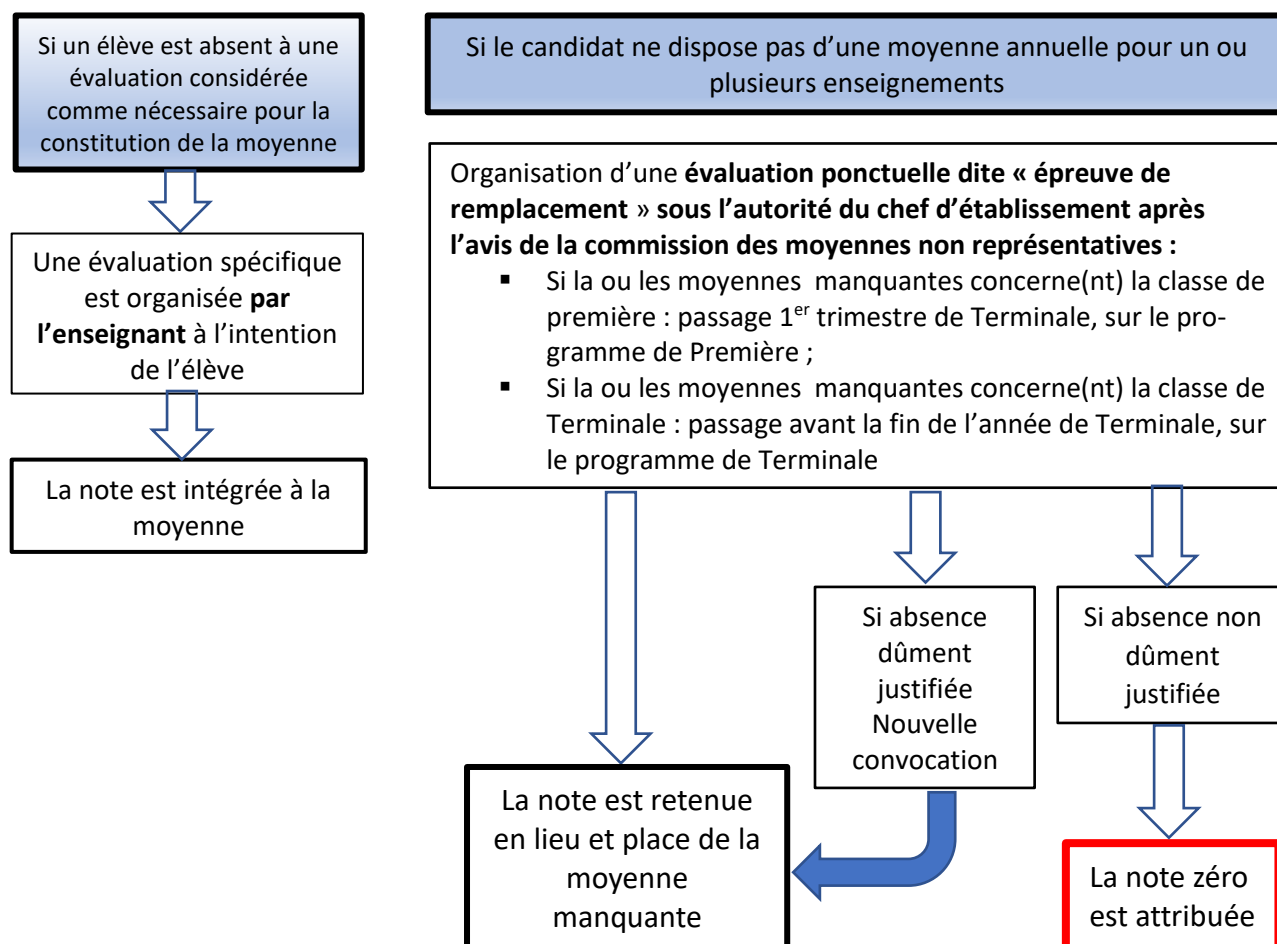 Si un élève est absent à une
évaluation considérée
comme nécessaire pour la
constitution de la moyenne
Une évaluation spécifique
est organisée par
l’enseignant à l’intention
de l’élève
La note est intégrée à la
moyenne
Si le candidat ne dispose pas d’une moyenne annuelle pour un ou
plusieurs enseignements
Organisation d’une évaluation ponctuelle dite « épreuve de
remplacement » sous l’autorité du chef d’établissement après
l’avis de la commission des moyennes non représentatives :
▪ Si la ou les moyennes manquantes concerne(nt) la classe de
première : passage 1er trimestre de Terminale, sur le pro-
gramme de Première ;
▪ Si la ou les moyennes manquantes concerne(nt) la classe de
Terminale : passage avant la fin de l’année de Terminale, sur
le programme de Terminale
Si absence
dûment
justifiée
Nouvelle
convocation
Si absence non
dûment
justifiée
La note est retenue
en lieu et place de la
moyenne
manquante
La note zéro
est attribuée